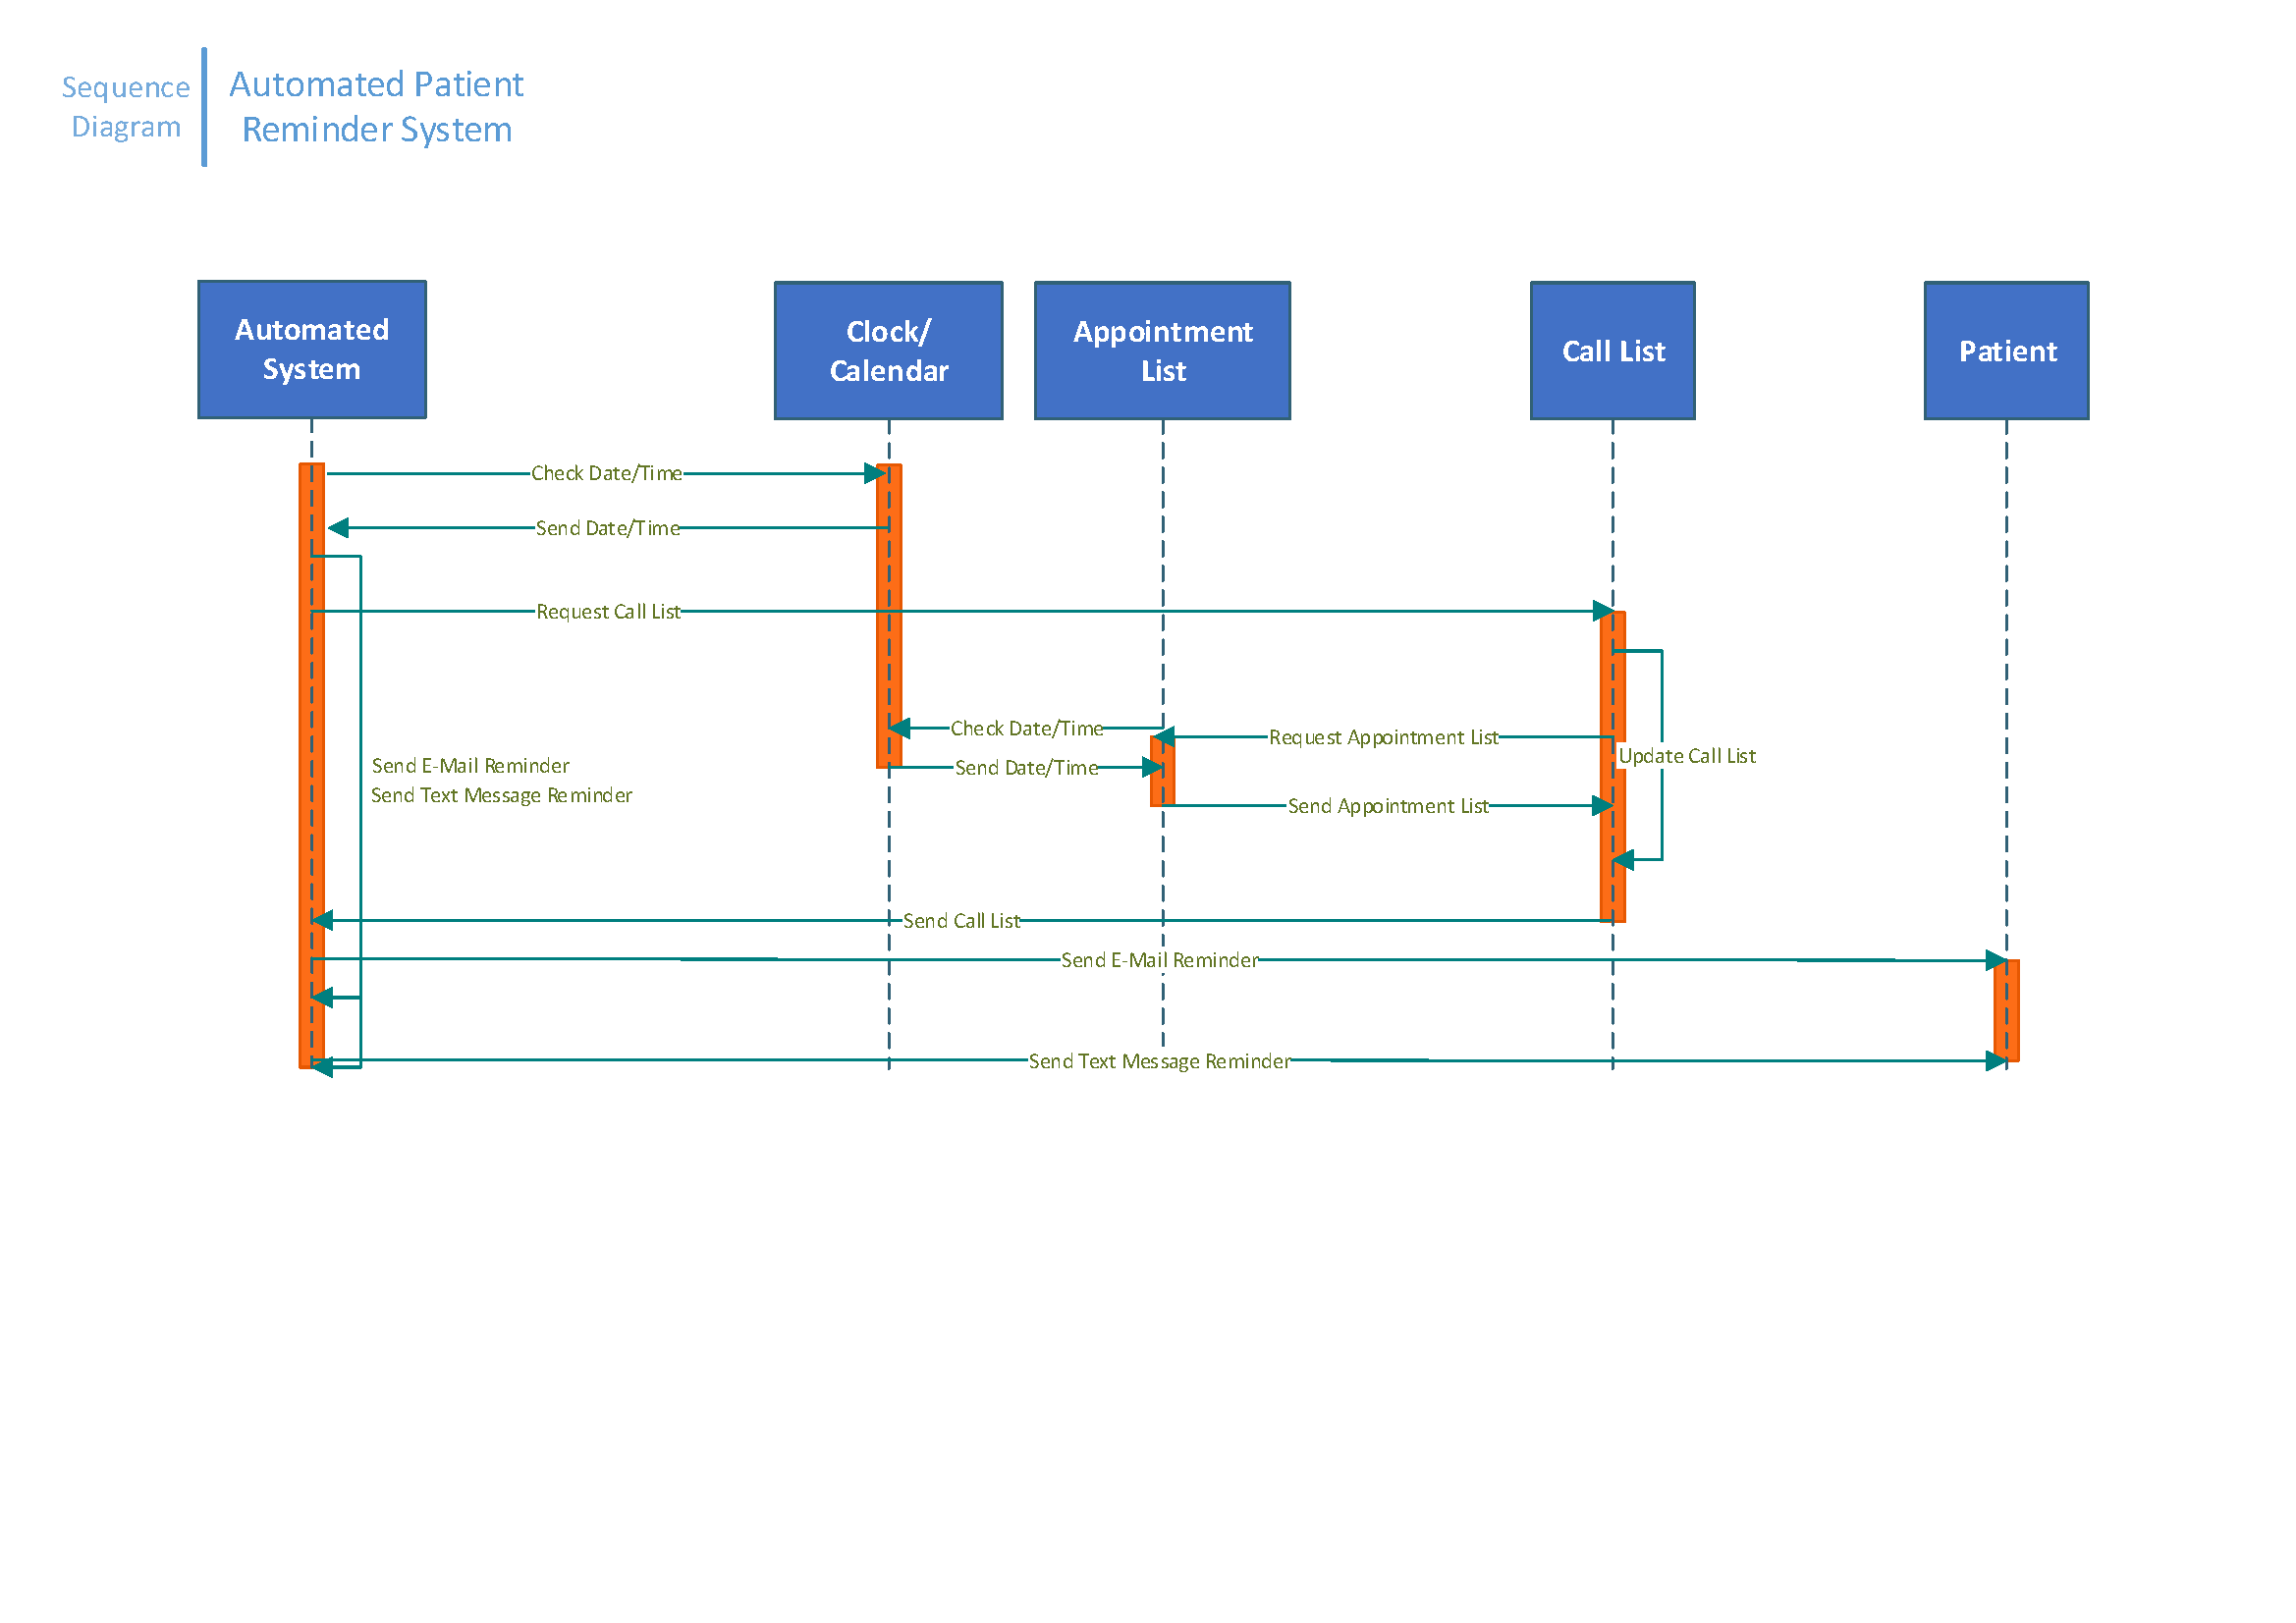 Sequence
Diagram
Automated Patient
Reminder System
Automated
System
Clock/
Calendar
Appointment
List
Call List
Patient
Check Date/Time
Send Date/Time
Request Call List
Check Date/Time
Request Appointment List
Update Call List
Send E-Mail Reminder
Send Date/Time
Send Text Message Reminder
Send Appointment List
Send Call List
Send E-Mail Reminder
Send Text Message Reminder